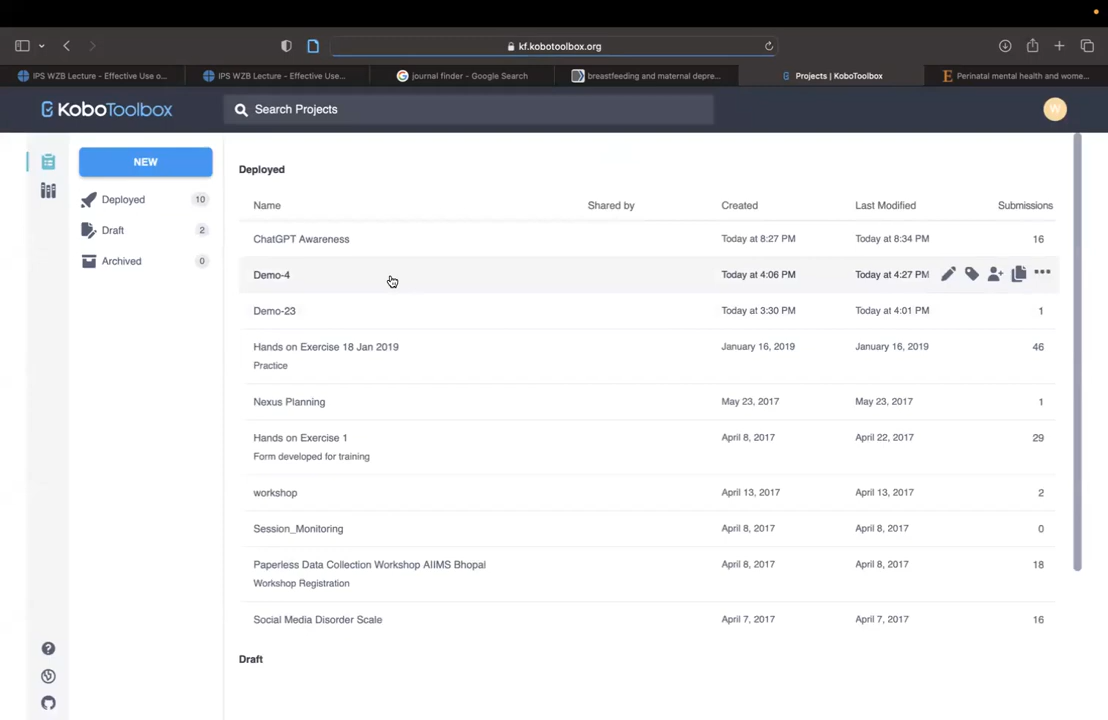 kf.kobotoolbox.org
IPS WZB Lecture - Effective Use o...
IPS WZB Lecture - Effective Use...
journal finder - Google Search
breastfeeding and maternal depre...
Projects | KoboToolbox
Perinatal mental health and wome...
KoboToolbox
Search Projects
W
NEW
Deployed 10
Draft 2
Archived 0
Deployed
Name Shared by Created Last Modified Submissions
ChatGPT Awareness Today at 8:27 PM Today at 8:34 PM 16
Demo-4 Today at 4:06 PM Today at 4:27 PM
Demo-23 Today at 3:30 PM Today at 4:01 PM 1
Hands on Exercise 18 Jan 2019 January 16, 2019 January 16, 2019 46
Practice
Nexus Planning May 23, 2017 May 23, 2017 1
Hands on Exercise 1 April 8, 2017 April 22, 2017 29
Form developed for training
workshop April 13, 2017 April 13, 2017 2
Session_Monitoring April 8, 2017 April 8, 2017 0
Paperless Data Collection Workshop AIIMS Bhopal April 8, 2017 April 8, 2017 18
Workshop Registration
Social Media Disorder Scale April 7, 2017 April 7, 2017 16
Draft